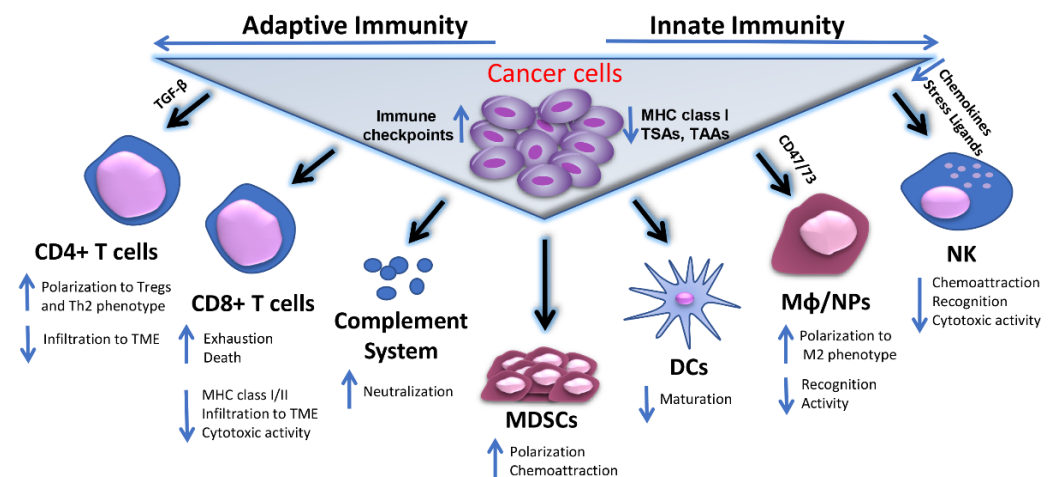 Adaptive Immunity
Innate Immunity
Cancer cells
Immune
checkpoints
MHC class I
TSAs, TAAs
TGF-β
Chemokines
Stress Ligands
CD47/73
CD4+ T cells
Polarization to Tregs
and Th2 phenotype
Infiltration to TME
CD8+ T cells
Exhaustion
Death
MHC class I/II
Infiltration to TME
Cytotoxic activity
Complement
System
Neutralization
MDSCs
Polarization
Chemoattraction
DCs
Maturation
Mφ/NPs
Polarization to
M2 phenotype
Recognition
Activity
NK
Chemoattraction
Recognition
Cytotoxic activity